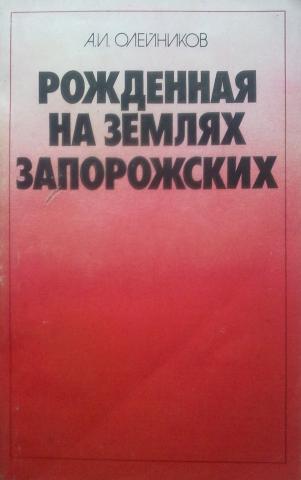 А.И. ОЛЕЙНИКОВ
РОЖДЕННАЯ
НА ЗЕМЛЯХ
ЗАПОРОЖСКИХ